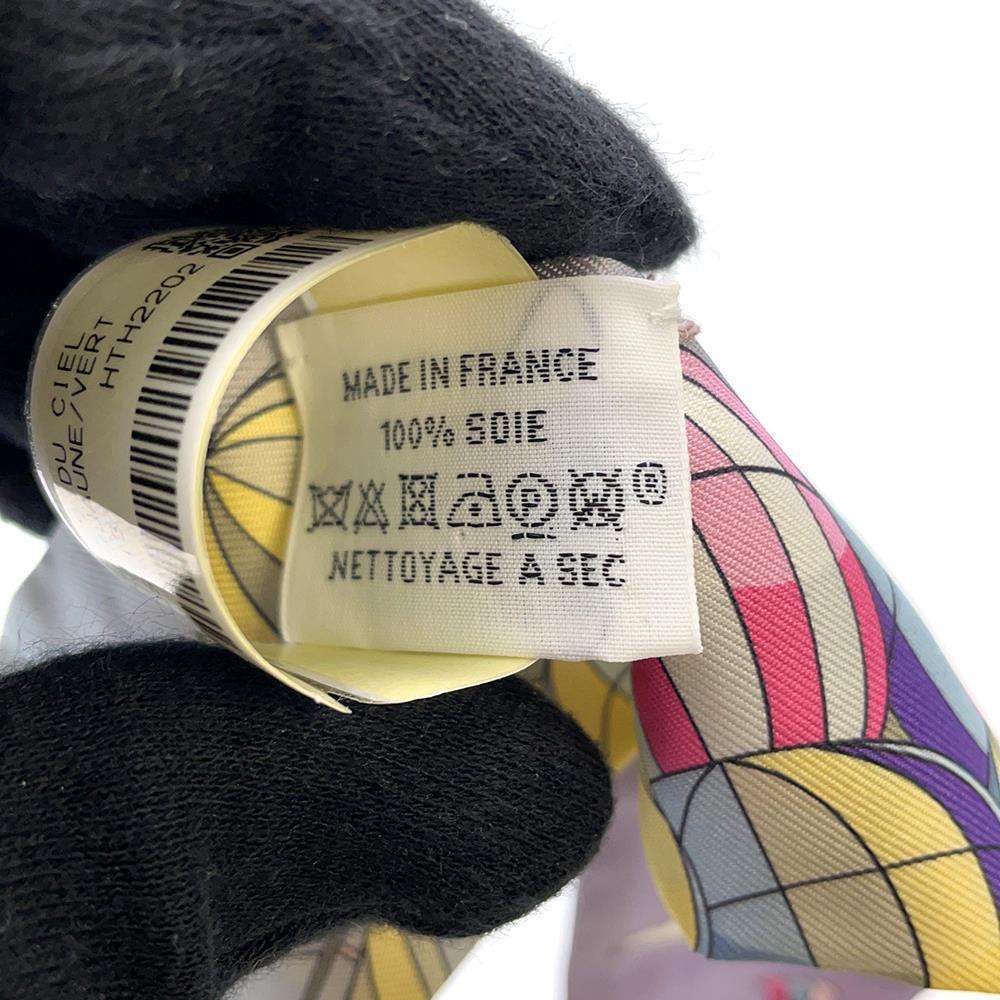 DU CIEL
UNE/VERT
HTH2202
MADE IN FRANCE
100% SOIE
P W ®
NETTOYAGE A SEC